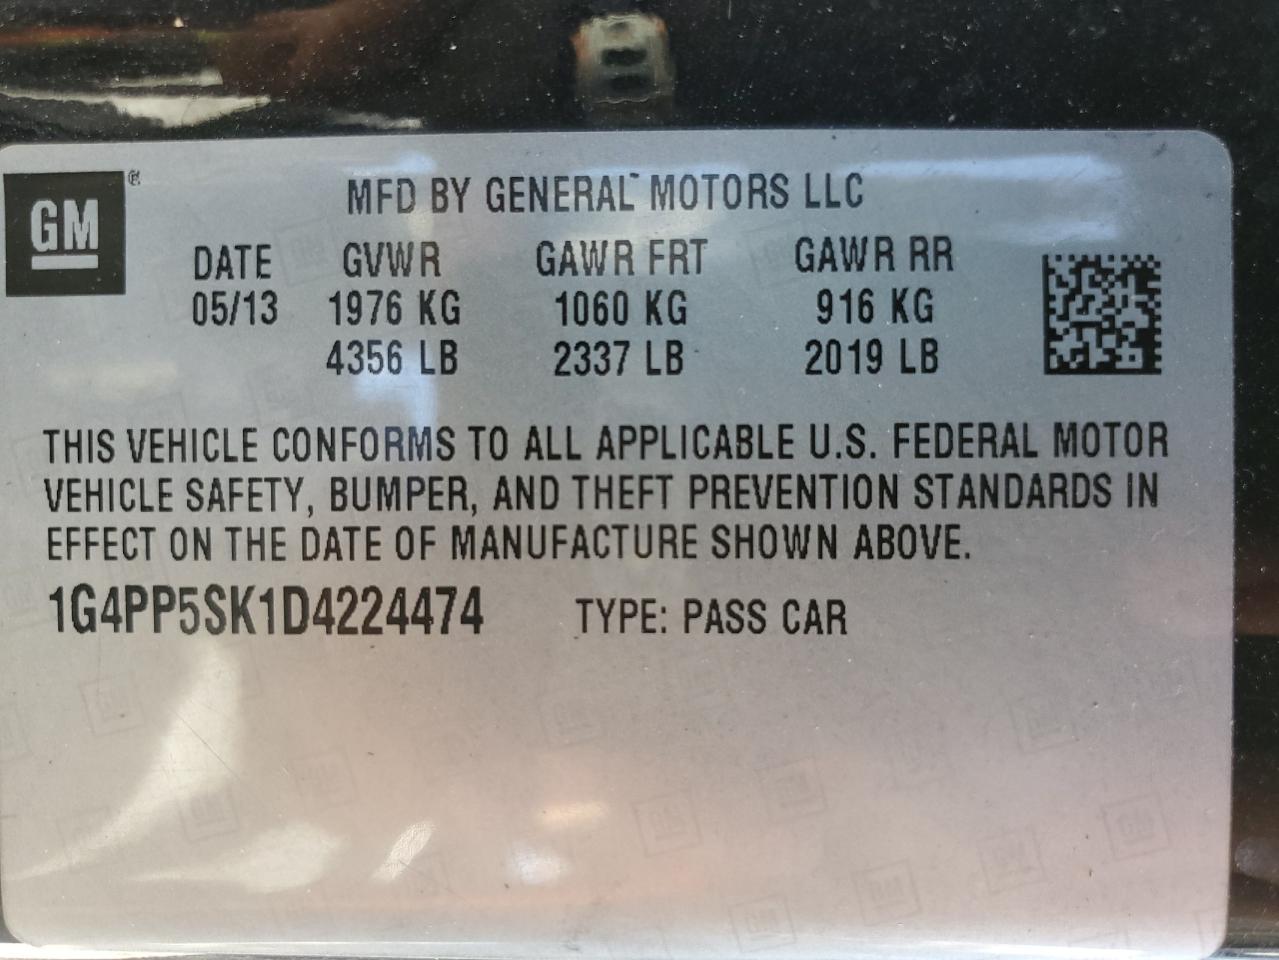 GM®
MFD BY GENERAL MOTORS LLC
DATE GVWR GAWR FRT GAWR RR
05/13 1976 KG 1060 KG 916 KG
4356 LB 2337 LB 2019 LB
THIS VEHICLE CONFORMS TO ALL APPLICABLE U.S. FEDERAL MOTOR
VEHICLE SAFETY, BUMPER, AND THEFT PREVENTION STANDARDS IN
EFFECT ON THE DATE OF MANUFACTURE SHOWN ABOVE.
1G4PP5SK1D4224474 TYPE: PASS CAR